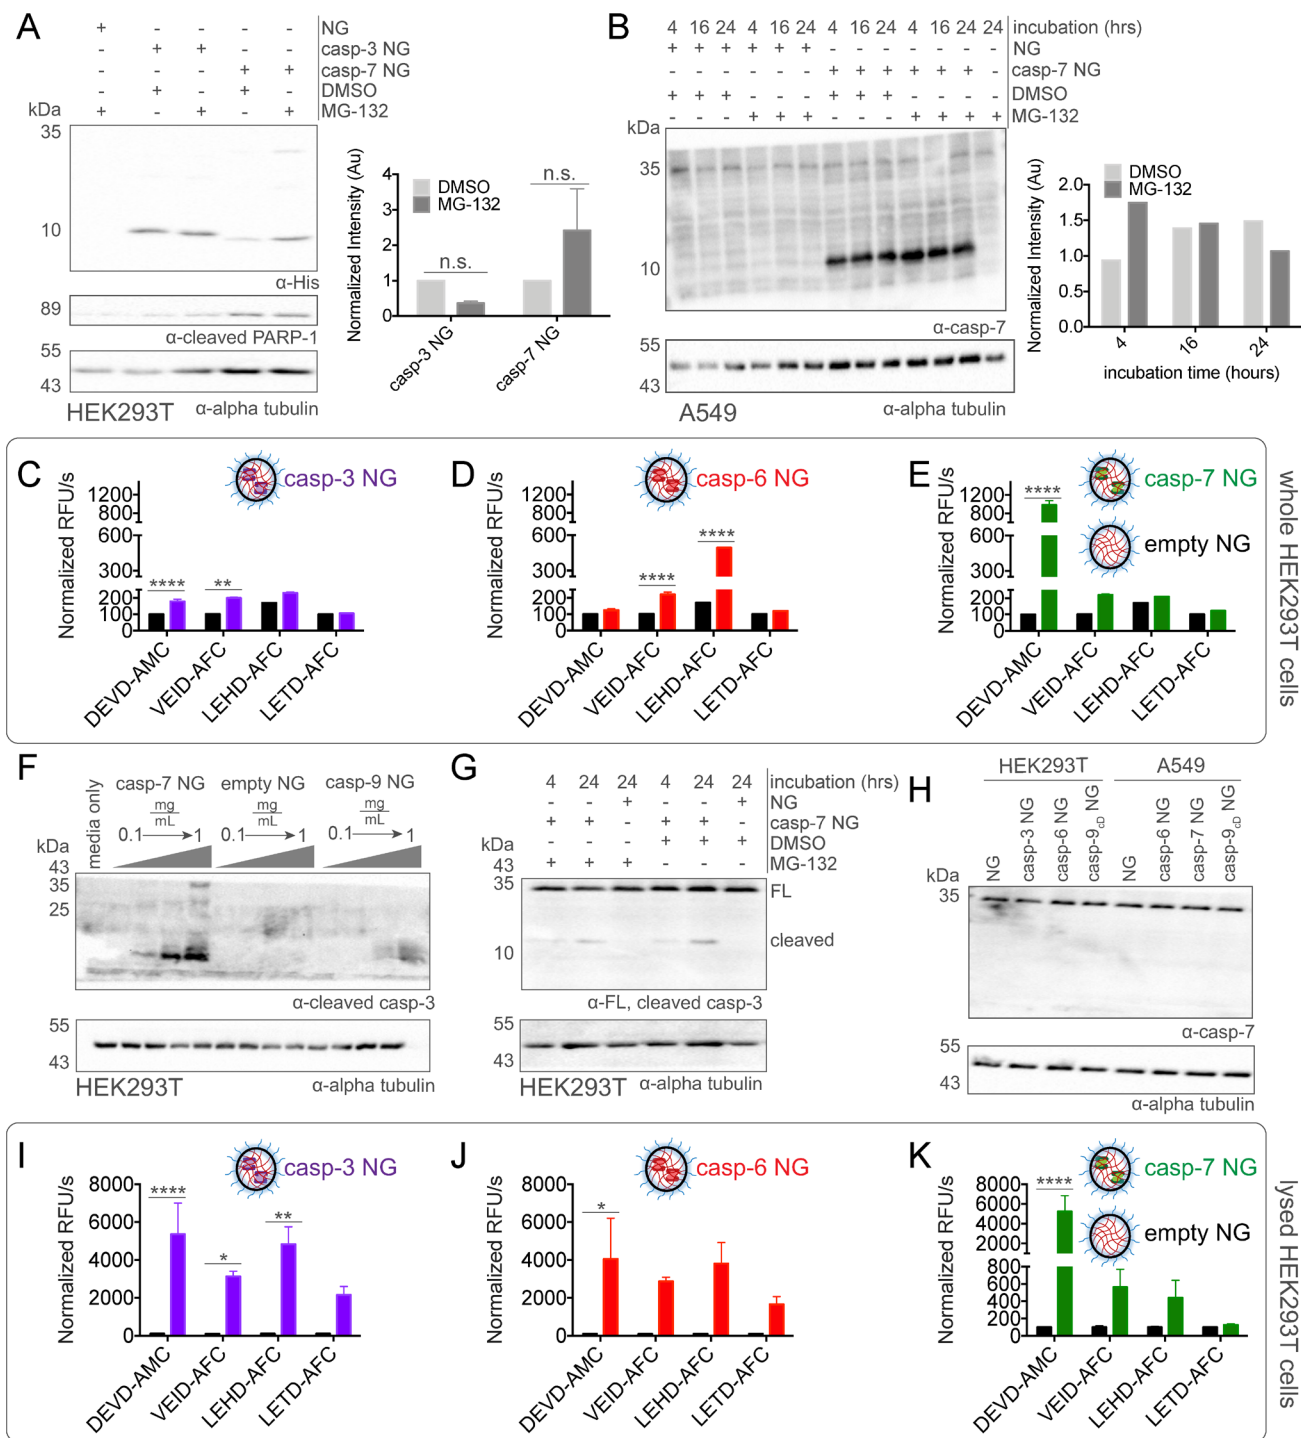 A
- + - - - - NG
- + + - - casp-3 NG
- - - + + casp-7 NG
- + - + - DMSO
+ - + - + MG-132
kDa
35
10
α-His
89
α-cleaved PARP-1
55
43
HEK293T
α-alpha tubulin
Normalized Intensity (Au)
4
3
2
1
0
DMSO
MG-132
n.s.
n.s.
casp-3 NG
casp-7 NG
B
4 16 24 4 16 24 4 16 24 4 16 24 24 incubation (hrs)
+ + + + + + - - - - - - - NG
- - - - - - + + + + + + - casp-7 NG
+ + + - - - + + + - - - - DMSO
- - - + + + - - - + + + + MG-132
kDa
35
10
α-casp-7
43
A549
α-alpha tubulin
Normalized Intensity (Au)
2.0
1.5
1.0
0.5
0.0
DMSO
MG-132
4 16 24
incubation time (hours)
C
casp-3 NG
Normalized RFU/s
1200
800
600
300
200
100
0
****
**
DEVD-AMC
VEID-AFC
LEHD-AFC
LETD-AFC
D
casp-6 NG
Normalized RFU/s
1200
800
600
300
200
100
0
****
****
DEVD-AMC
VEID-AFC
LEHD-AFC
LETD-AFC
E
casp-7 NG
empty NG
Normalized RFU/s
1200
800
600
300
200
100
0
****
DEVD-AMC
VEID-AFC
LEHD-AFC
LETD-AFC
whole HEK293T cells
F
media only
casp-7 NG
empty NG
casp-9 NG
mg
mL
mg
mL
mg
mL
0.1 1
0.1 1
0.1 1
kDa
43
35
25
α-cleaved casp-3
55
43
HEK293T
α-alpha tubulin
G
4 24 24 4 24 24 incubation (hrs)
- - + - - + NG
+ + - + + - casp-7 NG
- - - + + + DMSO
+ + + - - - MG-132
kDa
43
35
FL
cleaved
10
α-FL, cleaved casp-3
55
43
HEK293T
α-alpha tubulin
H
HEK293T
A549
NG
casp-3 NG
casp-6 NG
casp-9cD NG
NG
casp-6 NG
casp-7 NG
casp-9cD NG
kDa
35
α-casp-7
55
43
α-alpha tubulin
I
casp-3 NG
Normalized RFU/s
8000
6000
4000
2000
0
****
*
**
DEVD-AMC
VEID-AFC
LEHD-AFC
LETD-AFC
J
casp-6 NG
Normalized RFU/s
8000
6000
4000
2000
0
*
DEVD-AMC
VEID-AFC
LEHD-AFC
LETD-AFC
K
casp-7 NG
empty NG
Normalized RFU/s
8000
6000
4000
2000
800
600
400
200
0
****
DEVD-AMC
VEID-AFC
LEHD-AFC
LETD-AFC
lysed HEK293T cells